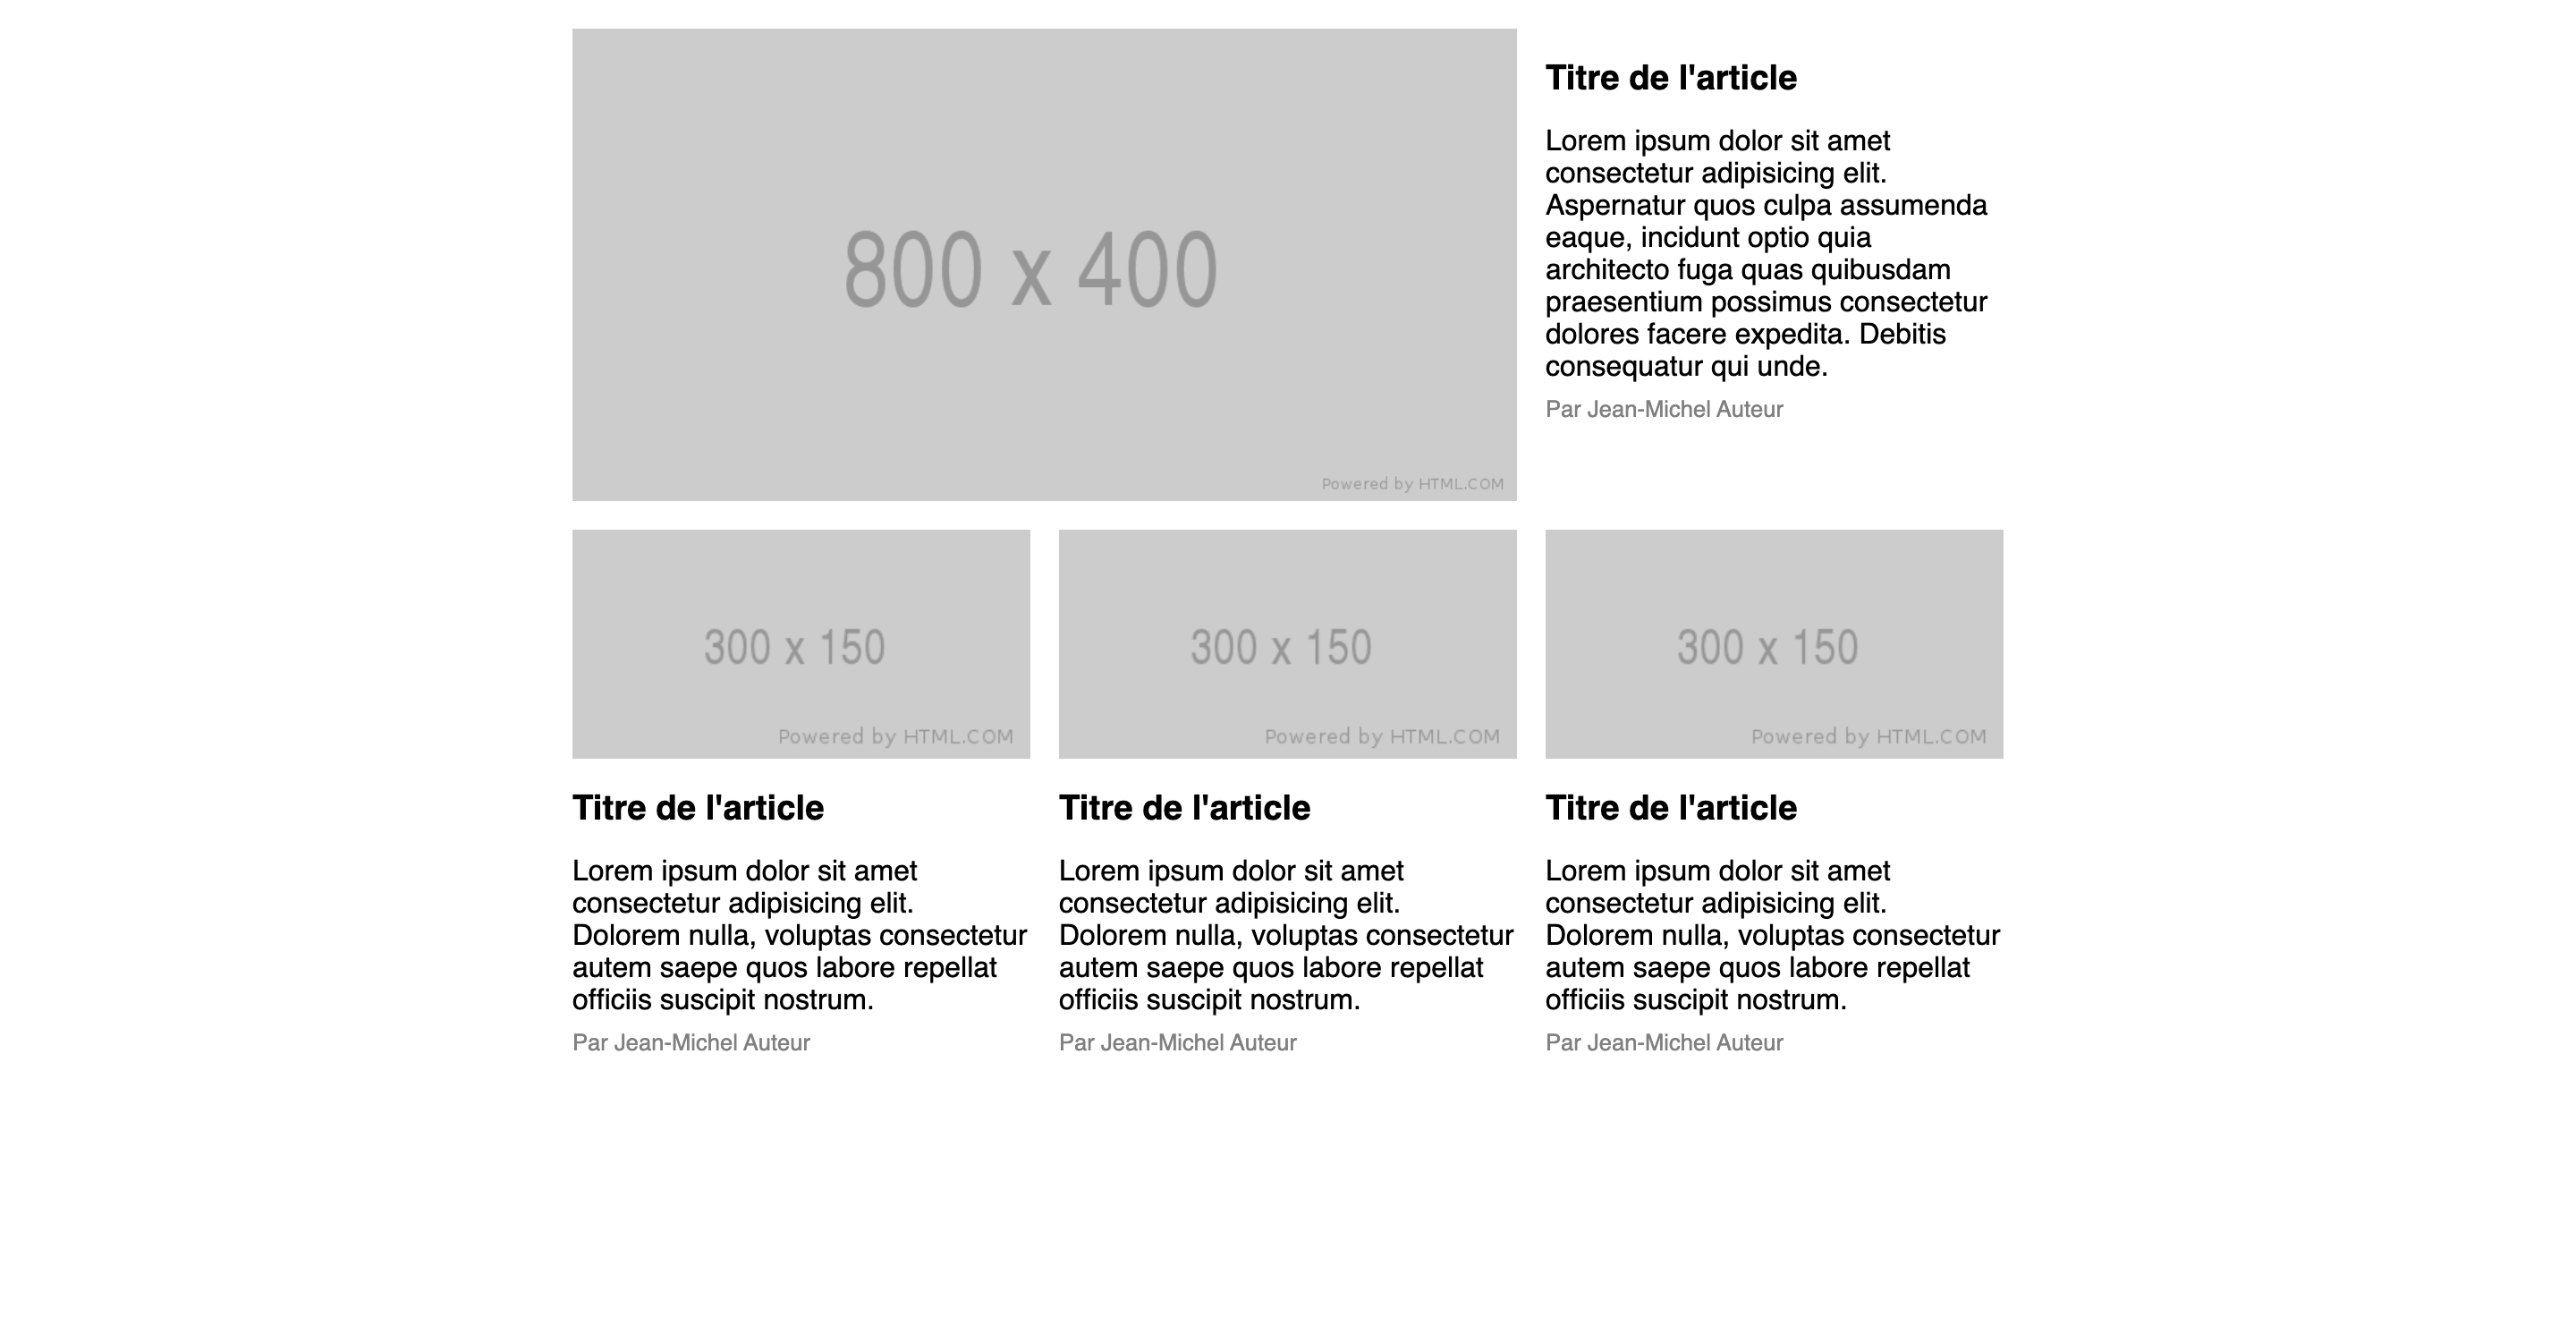 800 x 400
Powered by HTML.COM
Titre de l'article
Lorem ipsum dolor sit amet
consectetur adipisicing elit.
Aspernatur quos culpa assumenda
eaque, incidunt optio quia
architecto fuga quas quibusdam
praesentium possimus consectetur
dolores facere expedita. Debitis
consequatur qui unde.
Par Jean-Michel Auteur
300 x 150
Powered by HTML.COM
Titre de l'article
Lorem ipsum dolor sit amet
consectetur adipisicing elit.
Dolorem nulla, voluptas consectetur
autem saepe quos labore repellat
officiis suscipit nostrum.
Par Jean-Michel Auteur
300 x 150
Powered by HTML.COM
Titre de l'article
Lorem ipsum dolor sit amet
consectetur adipisicing elit.
Dolorem nulla, voluptas consectetur
autem saepe quos labore repellat
officiis suscipit nostrum.
Par Jean-Michel Auteur
300 x 150
Powered by HTML.COM
Titre de l'article
Lorem ipsum dolor sit amet
consectetur adipisicing elit.
Dolorem nulla, voluptas consectetur
autem saepe quos labore repellat
officiis suscipit nostrum.
Par Jean-Michel Auteur